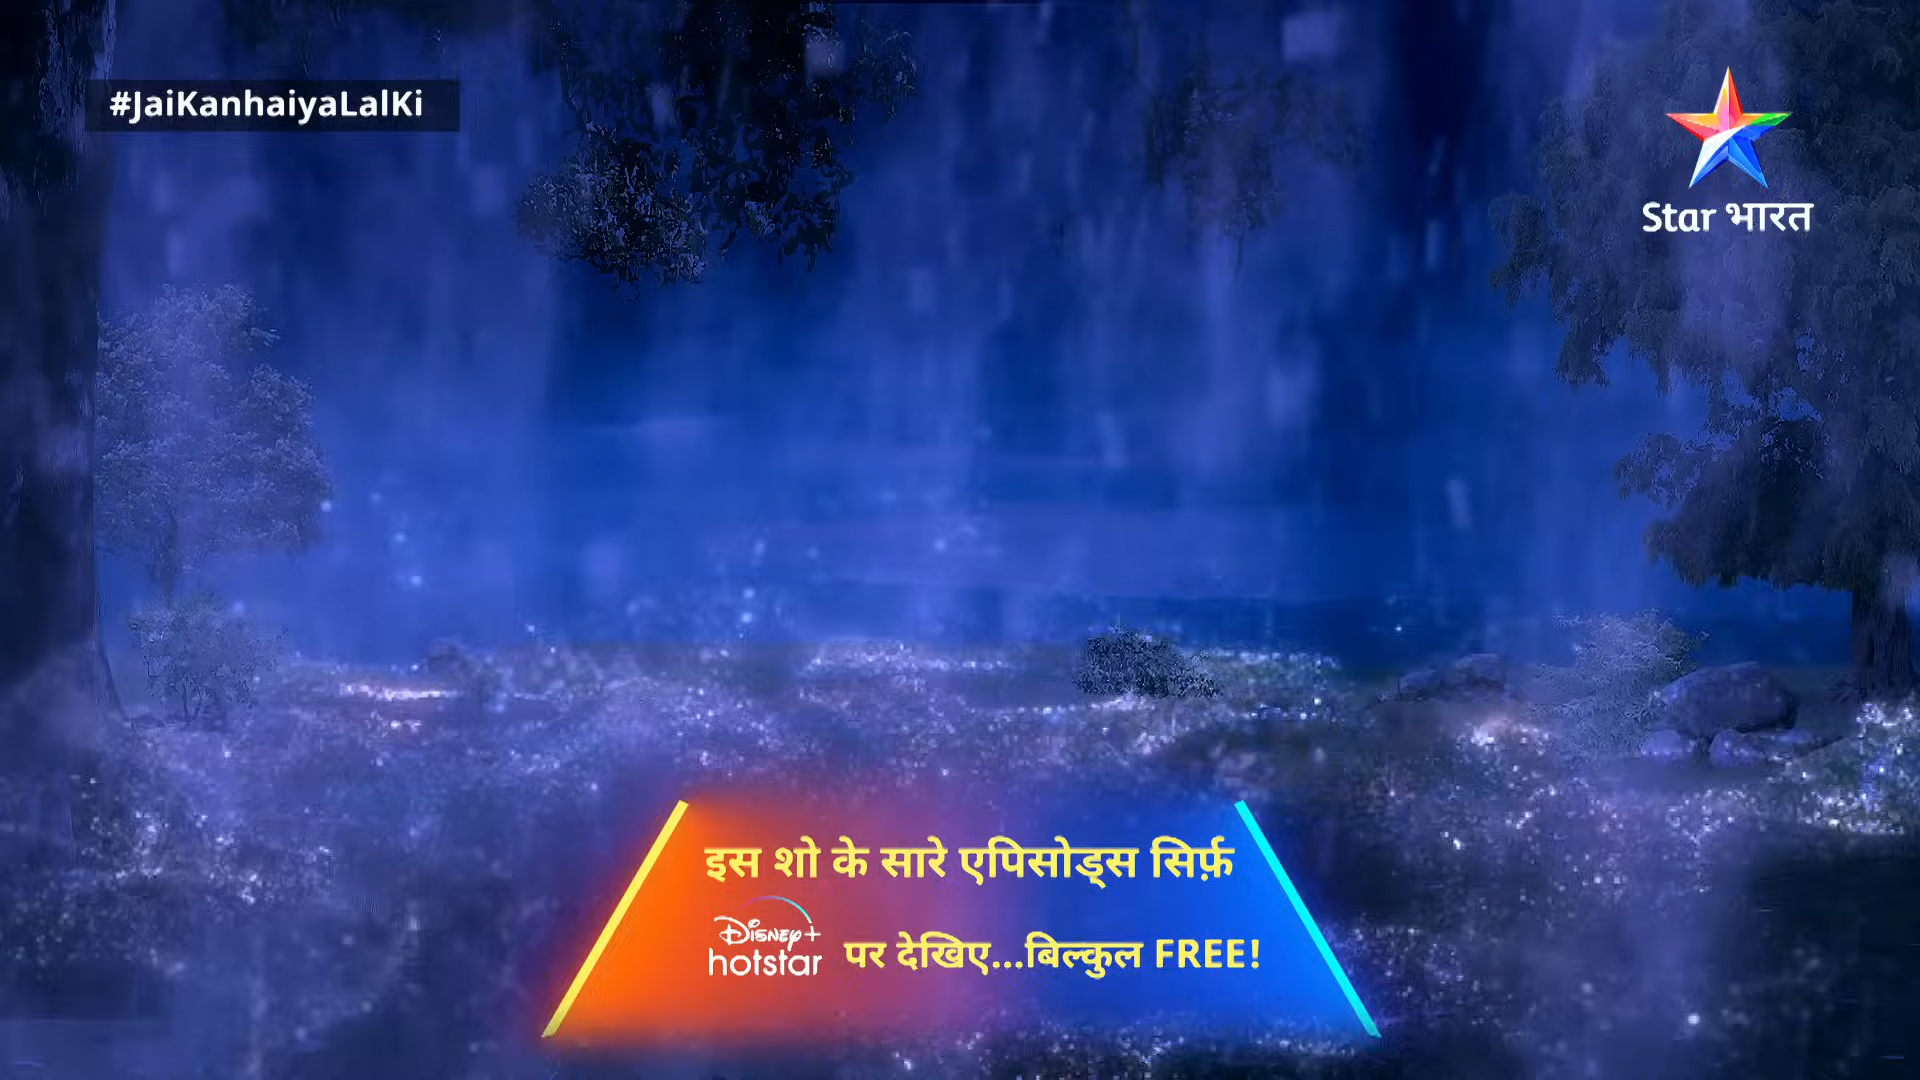 #JaiKanhaiyaLalKi
Star भारत
इस शो के सारे एपिसोड्स सिर्फ़
Disney+
hotstar पर देखिए...बिल्कुल FREE!